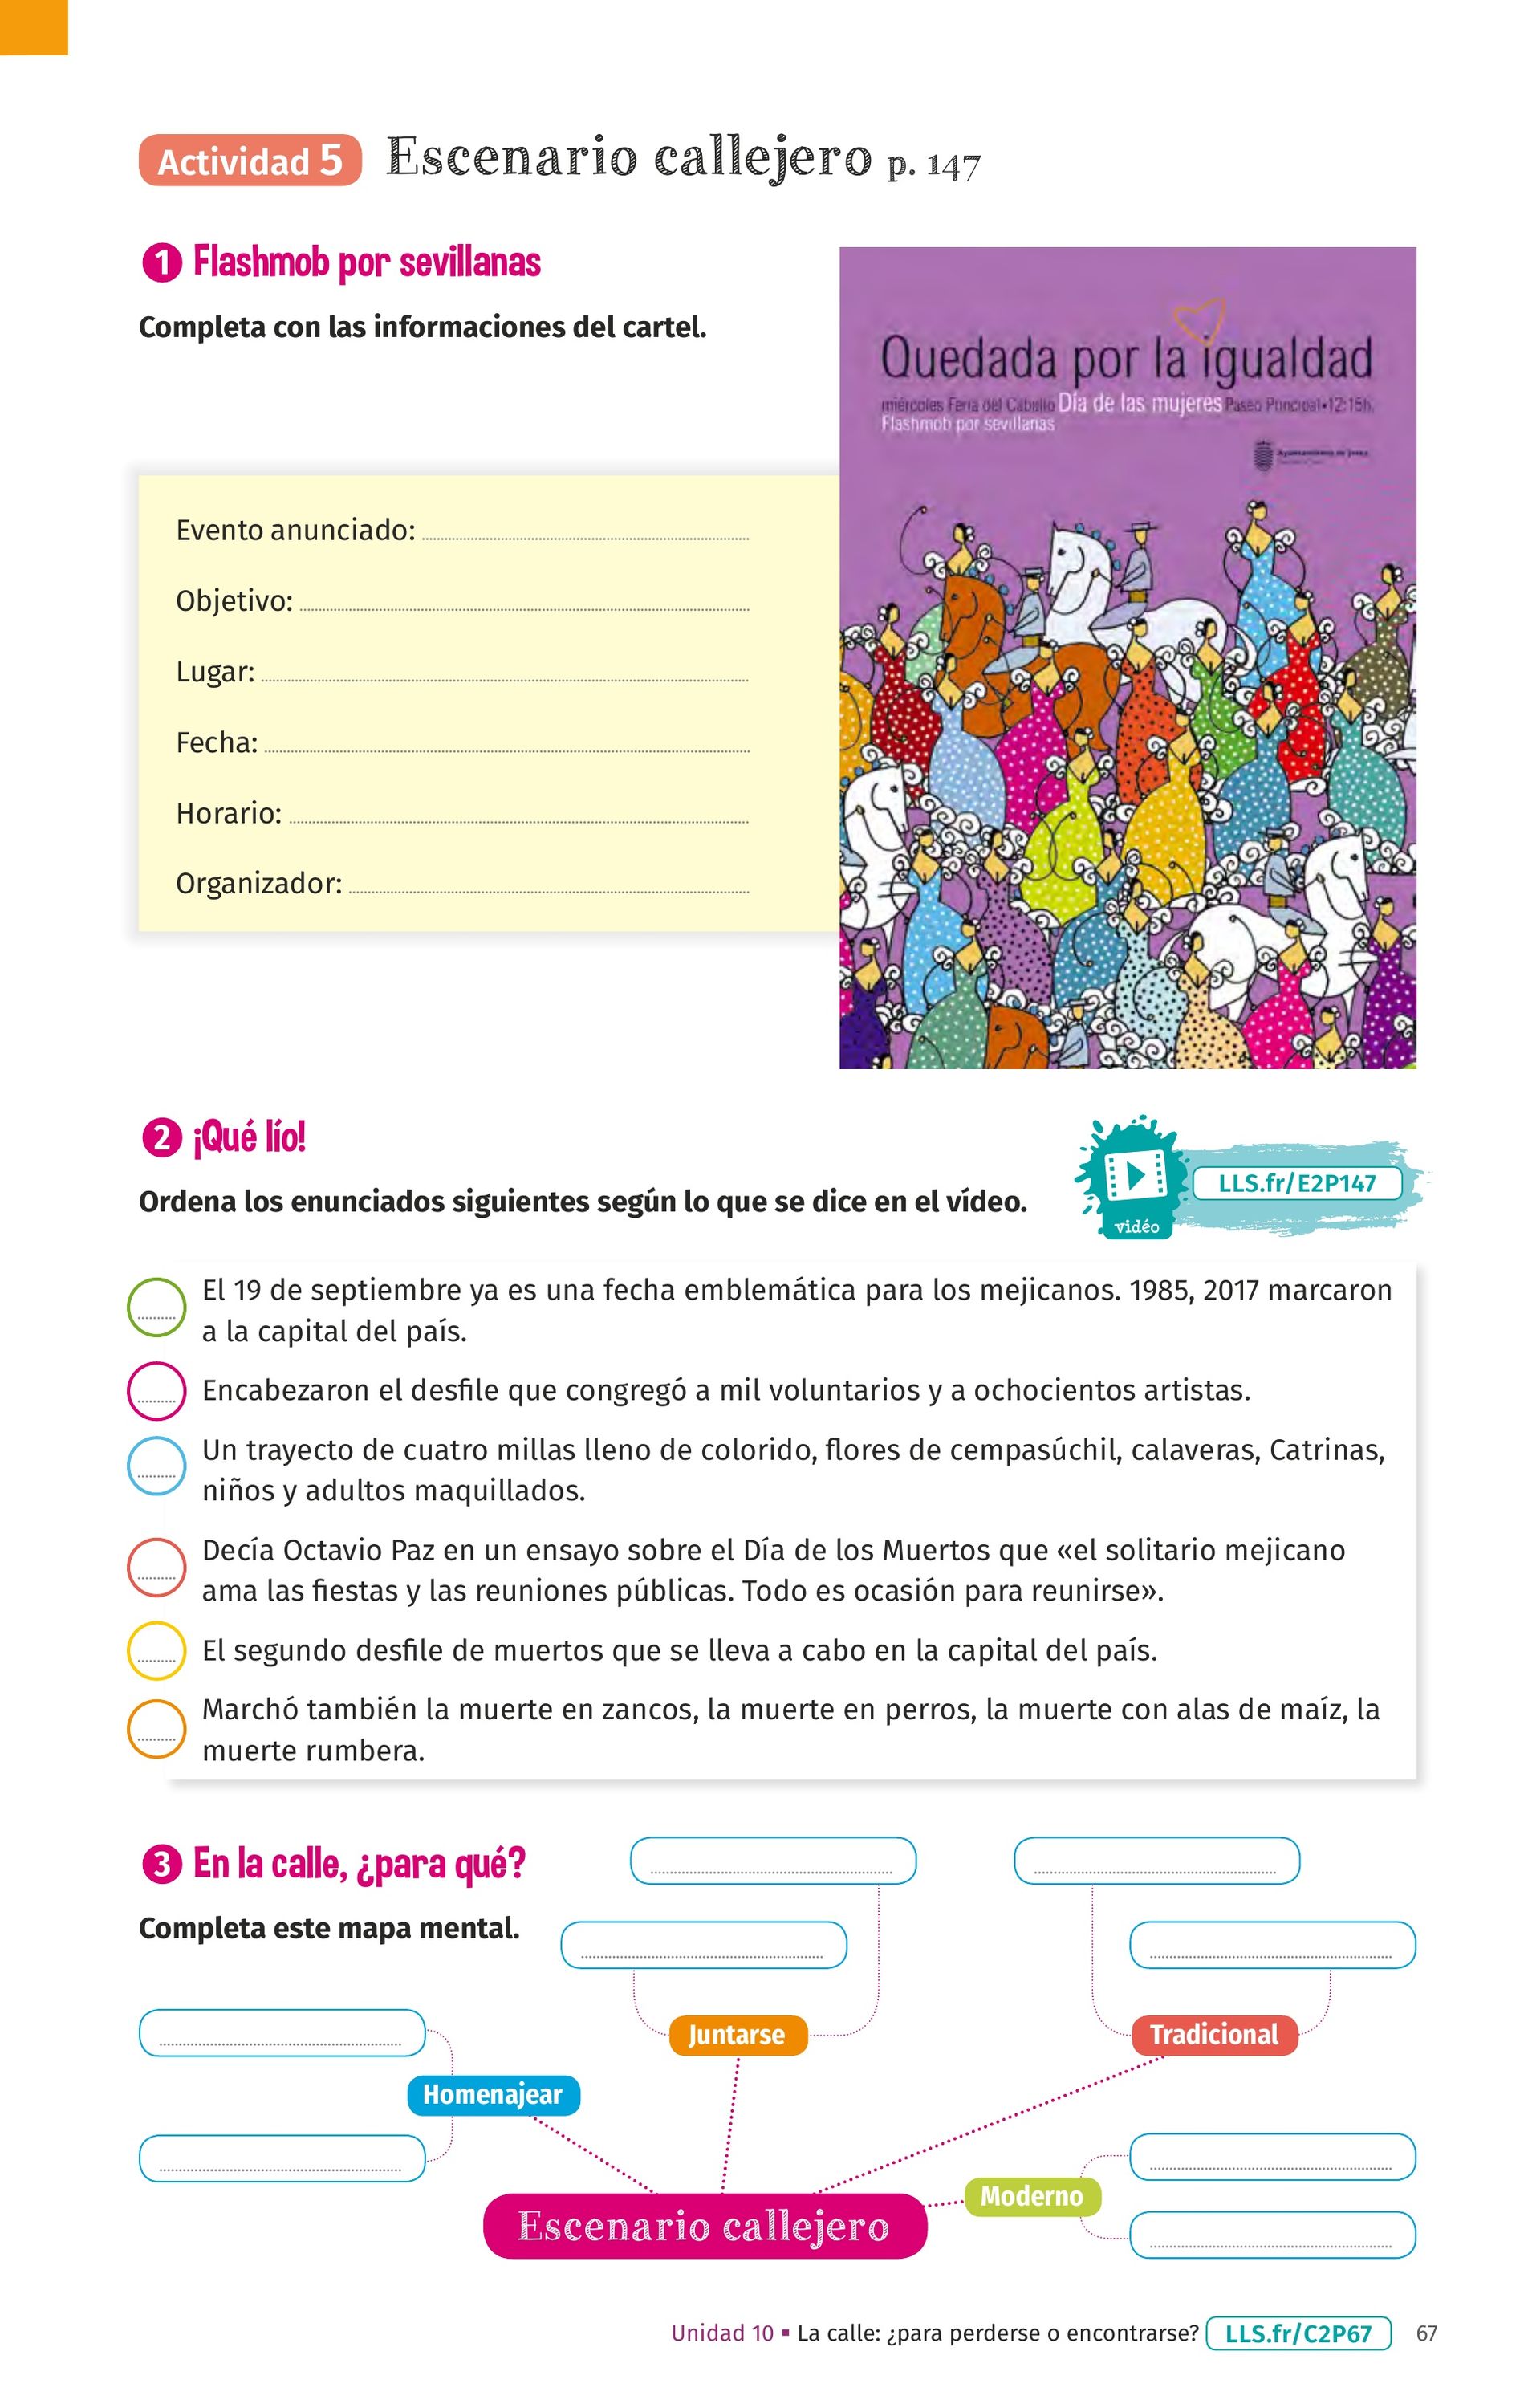 Actividad 5 Escenario callejero p. 147
1 Flashmob por sevillanas
Completa con las informaciones del cartel.
Quedada por la igualdad
miércoles Feria del Caballo Día de las mujeres Paseo Principal•12:15h.
Flashmob por sevillanas
Ayuntamiento de Jerez
Evento anunciado:
Objetivo:
Lugar:
Fecha:
Horario:
Organizador:
2 ¡Qué lío!
Ordena los enunciados siguientes según lo que se dice en el vídeo.
vidéo
LLS.fr/E2P147
El 19 de septiembre ya es una fecha emblemática para los mejicanos. 1985, 2017 marcaron
a la capital del país.
Encabezaron el desfile que congregó a mil voluntarios y a ochocientos artistas.
Un trayecto de cuatro millas lleno de colorido, flores de cempasúchil, calaveras, Catrinas,
niños y adultos maquillados.
Decía Octavio Paz en un ensayo sobre el Día de los Muertos que «el solitario mejicano
ama las fiestas y las reuniones públicas. Todo es ocasión para reunirse».
El segundo desfile de muertos que se lleva a cabo en la capital del país.
Marchó también la muerte en zancos, la muerte en perros, la muerte con alas de maíz, la
muerte rumbera.
3 En la calle, ¿para qué?
Completa este mapa mental.
Juntarse
Tradicional
Homenajear
Moderno
Escenario callejero
Unidad 10 ▪ La calle: ¿para perderse o encontrarse? LLS.fr/C2P67 67